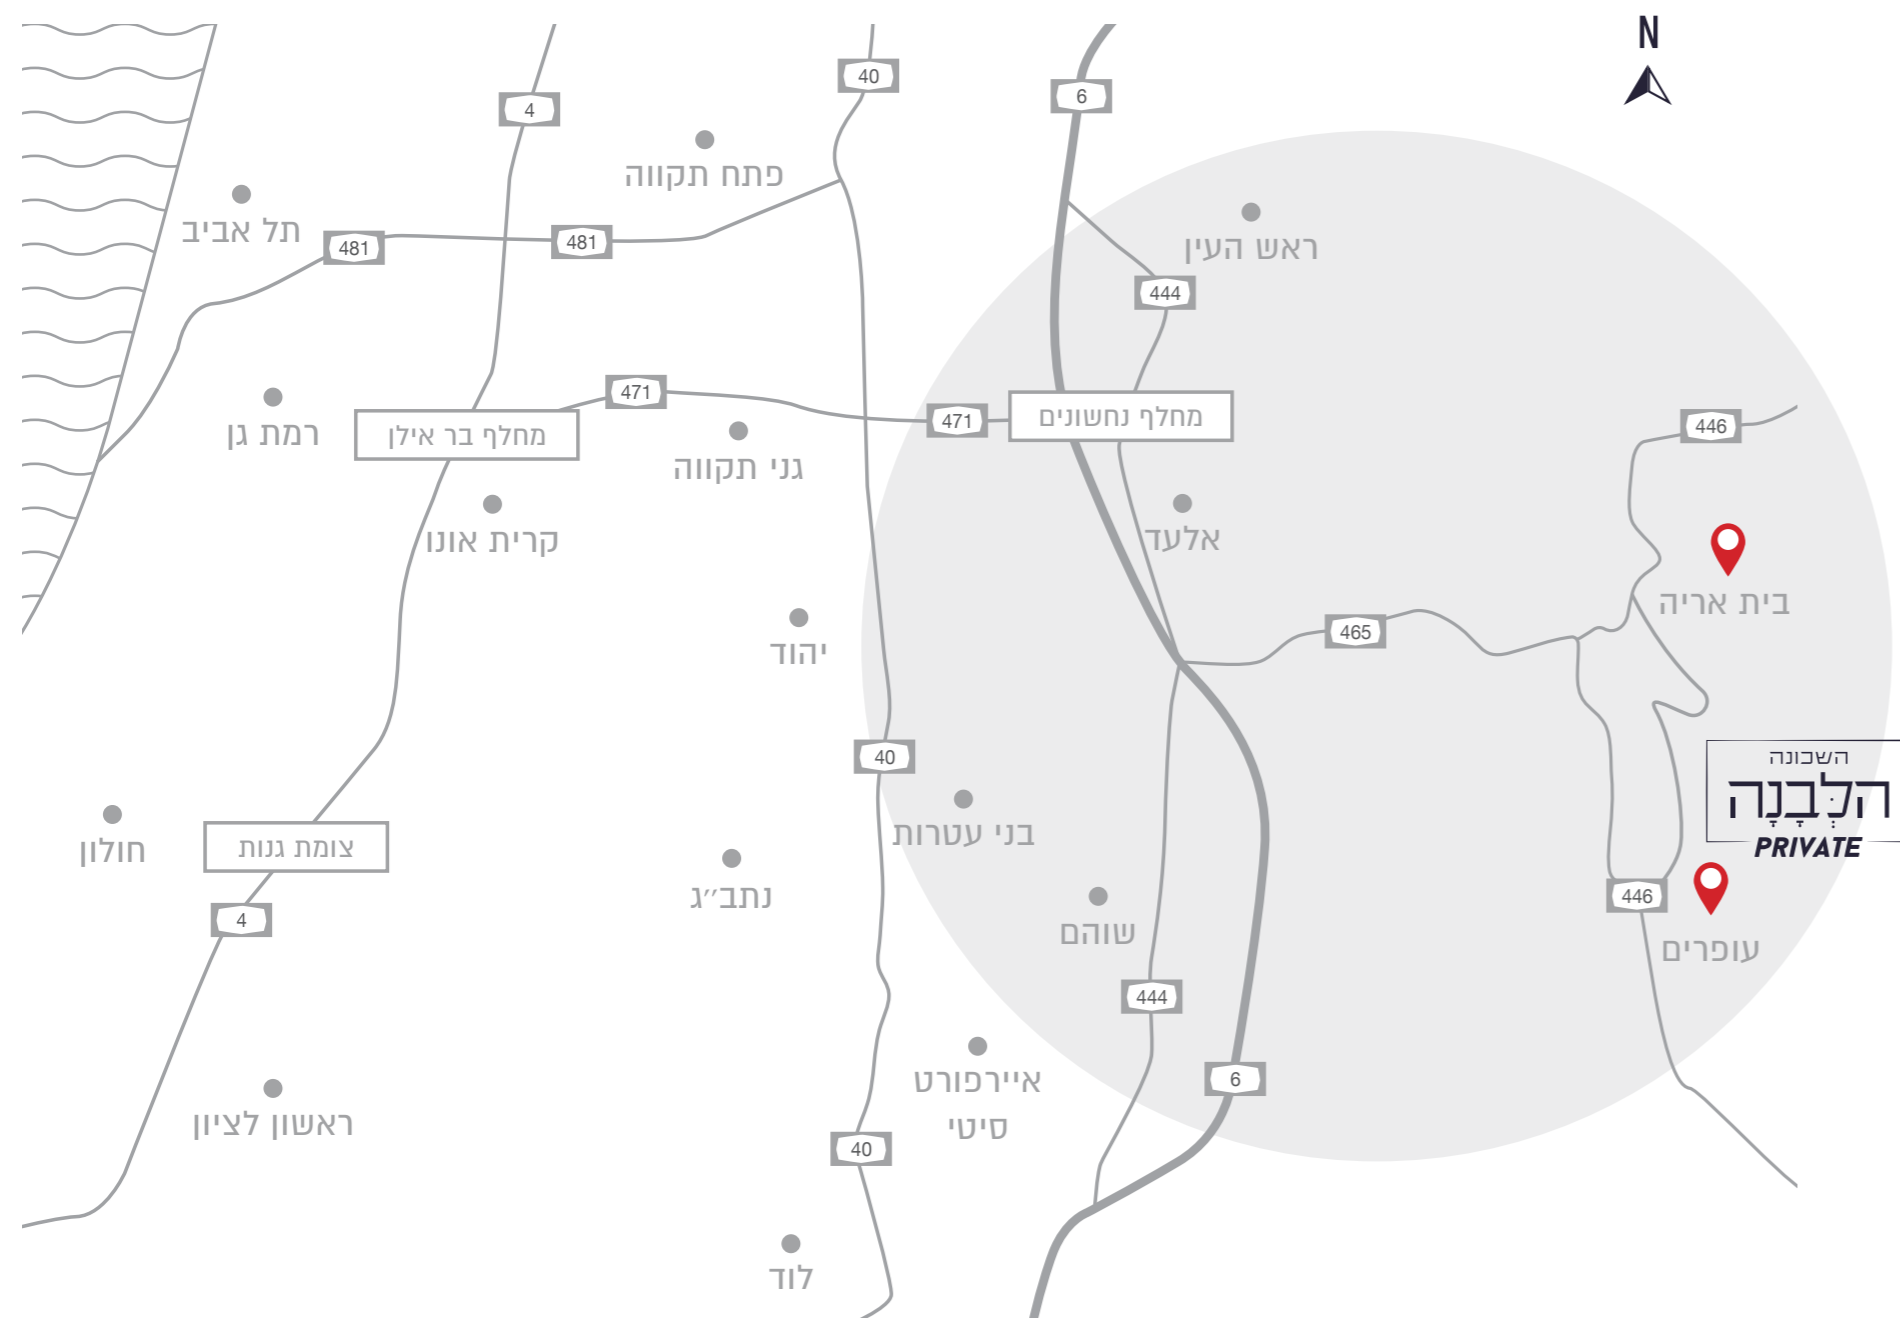 N
40
6
4
פתח תקווה
תל אביב
481
481
ראש העין
444
471
מחלף נחשונים
471
446
רמת גן
מחלף בר אילן
גני תקווה
קרית אונו
אלעד
בית אריה
יהוד
465
40
השכונה
הלְּבָנָה
PRIVATE
בני עטרות
חולון
צומת גנות
נתב״ג
446
שוהם
4
עופרים
444
איירפורט
סיטי
6
ראשון לציון
40
לוד